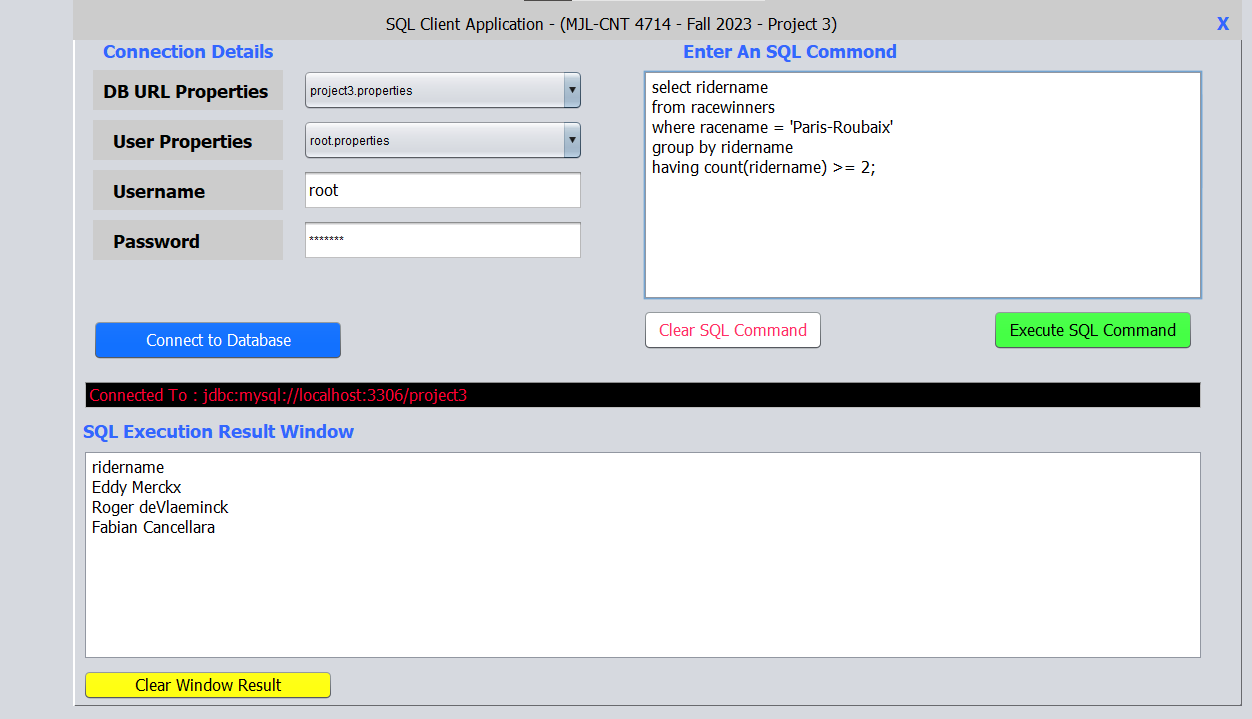 SQL Client Application - (MJL-CNT 4714 - Fall 2023 - Project 3)
X
Connection Details
DB URL Properties
project3.properties
User Properties
root.properties
Username
root
Password
*******
Connect to Database
Enter An SQL Commond
select ridername
from racewinners
where racename = 'Paris-Roubaix'
group by ridername
having count(ridername) >= 2;
Clear SQL Command
Execute SQL Command
Connected To : jdbc:mysql://localhost:3306/project3
SQL Execution Result Window
ridername
Eddy Merckx
Roger deVlaeminck
Fabian Cancellara
Clear Window Result